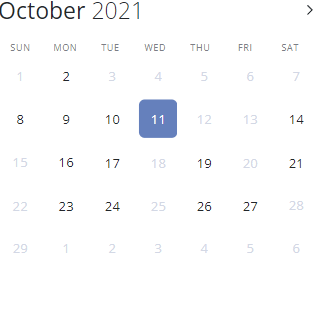 October 2021
SUN MON TUE WED THU FRI SAT
1 2 3 4 5 6 7
8 9 10 11 12 13 14
15 16 17 18 19 20 21
22 23 24 25 26 27 28
29 1 2 3 4 5 6